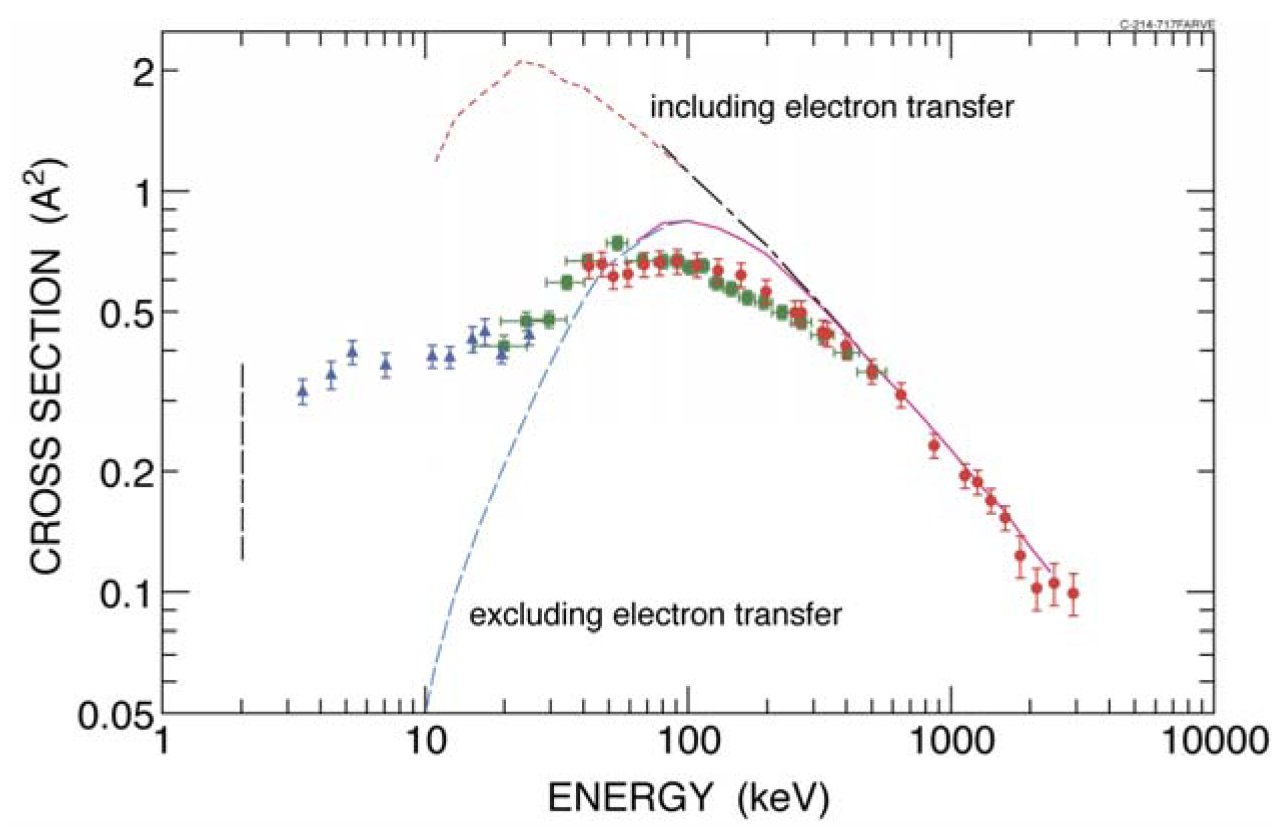 C-214-717FARVE
2
1
0.5
0.2
0.1
0.05
CROSS SECTION (A²)
including electron transfer
excluding electron transfer
1 10 100 1000 10000
ENERGY (keV)